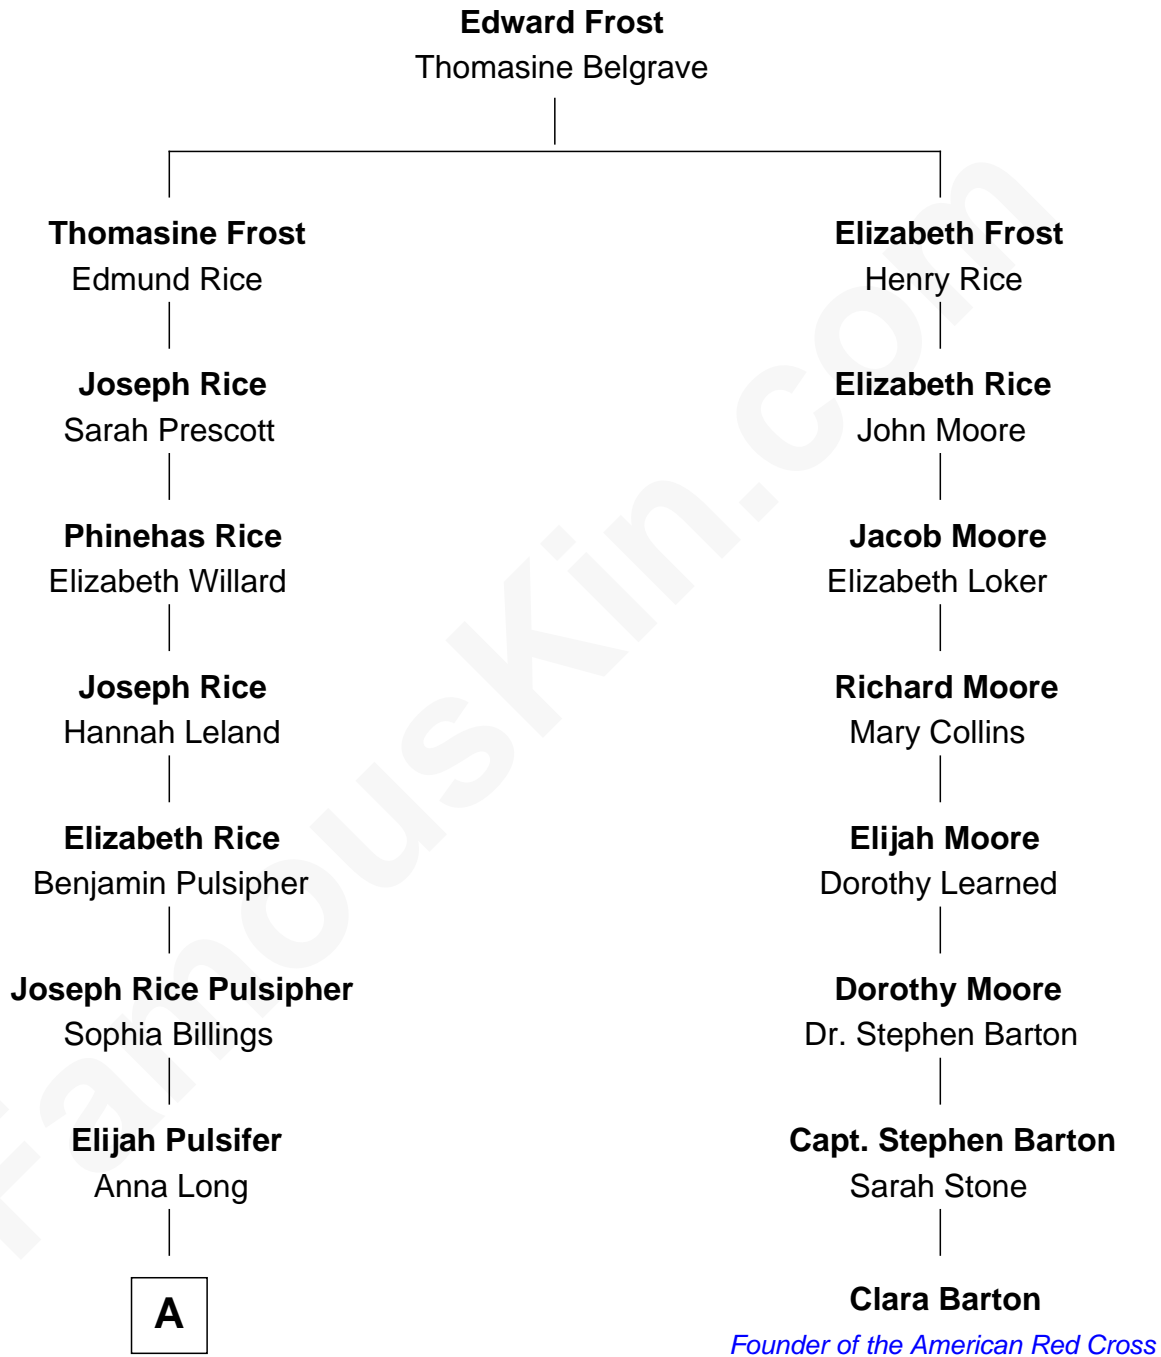 Edward Frost
Thomasine Belgrave
Thomasine Frost
Edmund Rice
Joseph Rice
Sarah Prescott
Phinehas Rice
Elizabeth Willard
Joseph Rice
Hannah Leland
Elizabeth Rice
Benjamin Pulsipher
Joseph Rice Pulsipher
Sophia Billings
Elijah Pulsifer
Anna Long
A
Elizabeth Frost
Henry Rice
Elizabeth Rice
John Moore
Jacob Moore
Elizabeth Loker
Richard Moore
Mary Collins
Elijah Moore
Dorothy Learned
Dorothy Moore
Dr. Stephen Barton
Capt. Stephen Barton
Sarah Stone
Clara Barton
Founder of the American Red Cross
FamousKin.com